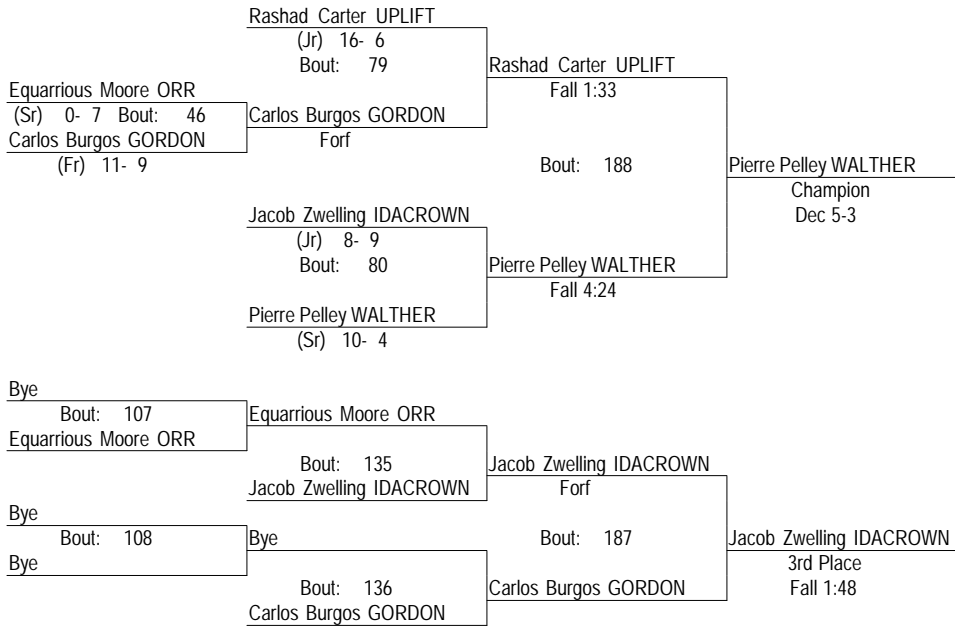 Rashad Carter UPLIFT
(Jr) 16- 6
Bout: 79
Rashad Carter UPLIFT
Fall 1:33
Equarrious Moore ORR
(Sr) 0- 7 Bout: 46
Carlos Burgos GORDON
Forf
Carlos Burgos GORDON
(Fr) 11- 9
Bout: 188
Pierre Pelley WALTHER
Champion
Dec 5-3
Jacob Zwelling IDACROWN
(Jr) 8- 9
Bout: 80
Pierre Pelley WALTHER
Fall 4:24
Pierre Pelley WALTHER
(Sr) 10- 4
Bye
Bout: 107
Equarrious Moore ORR
Equarrious Moore ORR
Bout: 135
Jacob Zwelling IDACROWN
Jacob Zwelling IDACROWN
Forf
Bye
Bout: 108
Bye
Bye
Bout: 187
Jacob Zwelling IDACROWN
3rd Place
Fall 1:48
Bout: 136
Carlos Burgos GORDON
Carlos Burgos GORDON